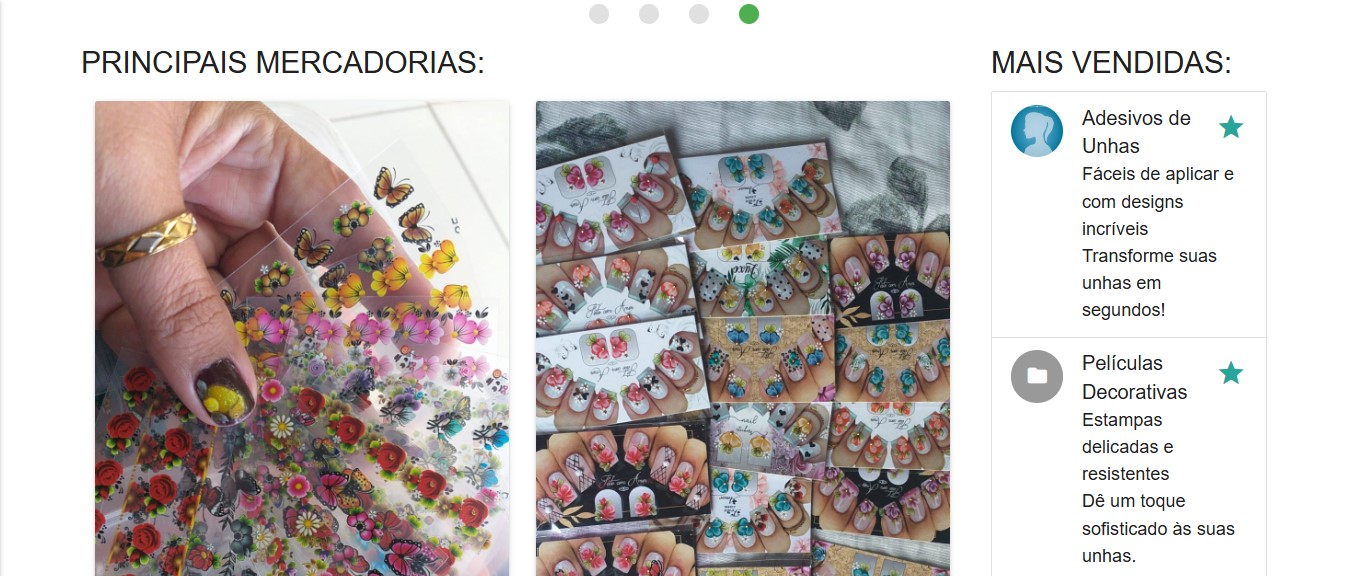 PRINCIPAIS MERCADORIAS:
MAIS VENDIDAS:
Adesivos de
Unhas
Fáceis de aplicar e
com designs
incríveis
Transforme suas
unhas em
segundos!
Películas
Decorativas
Estampas
delicadas e
resistentes
Dê um toque
sofisticado às suas
unhas.